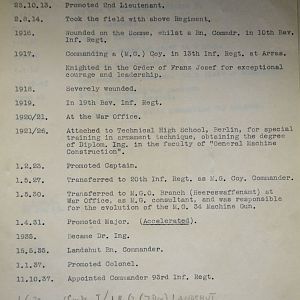 23.10.13. Promoted 2nd Lieutenant.
2.8.14. Took the field with above Regiment.
1916 Wounded on the Somme, whilst a Bn. Commdr. in 10th Bav.
Inf. Regt.
1917. Commanding a (M.G.) Coy. in 13th Inf. Regt. at Arras.
Knighted in the Order of Franz Josef for exceptional
courage and leadership.
1918 Severely wounded.
1919. In 19th Bav. Inf. Regt.
1920/21. At the War Office.
1921/26. Attached to Technical High School, Berlin, for special
training in armament technique, obtaining the degree
of Diplom. Ing. in the faculty of "General Machine
Construction".
1.2.23. Promoted Captain.
1.5.27. Transferred to 20th Inf. Regt. as M.G. Coy. Commander.
1.5.30. Transferred to M.G.O. Branch (Heereswaffenamt) at
War Office, as M.G. consultant, and was responsible
for the evolution of the M.G. 34 Machine Gun.
1.4.31. Promoted Major. (Accelerated).
1935. Became Dr. Ing.
15.5.35. Landshut Bn. Commander.
1.1.37. Promoted Colonel.
11.10.37. Appointed Commander 93rd Inf. Regt.